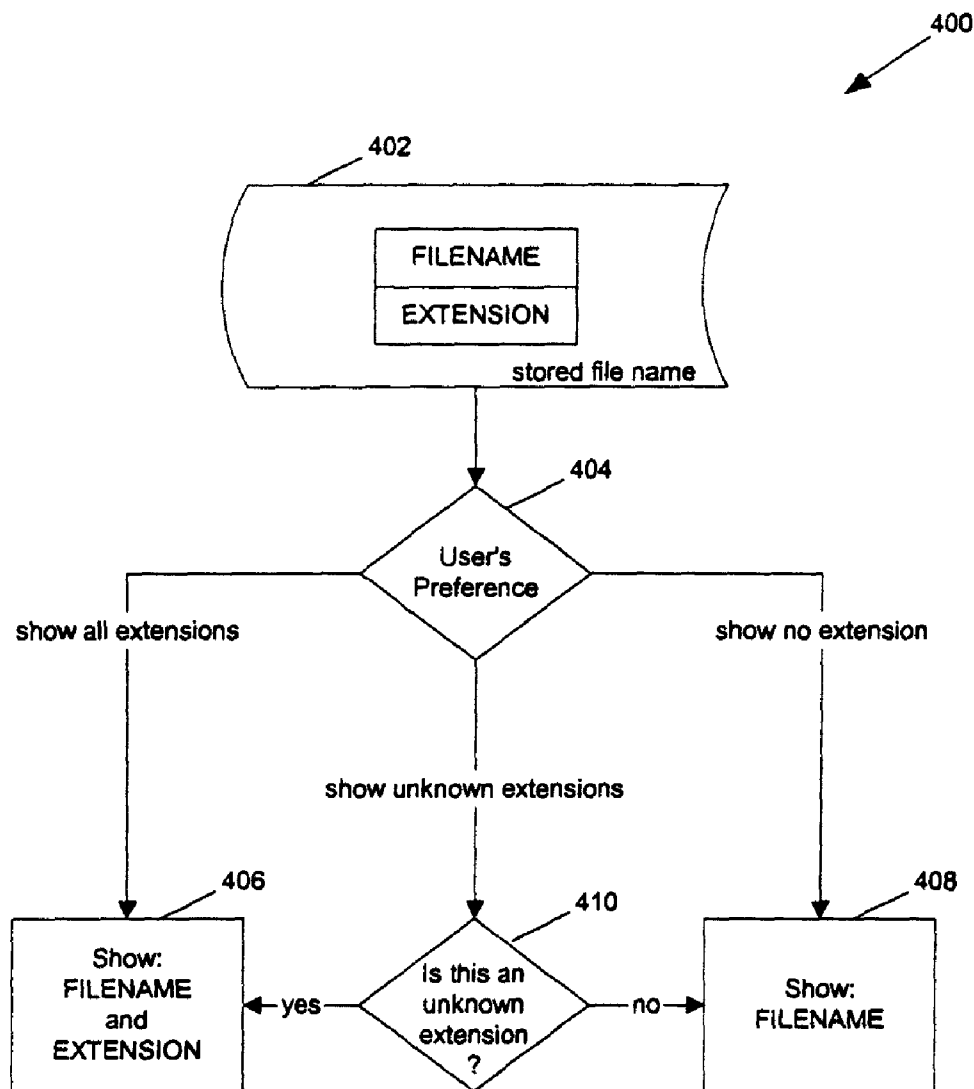 400
402
FILENAME
EXTENSION
stored file name
404
User's
Preference
show all extensions
show no extension
show unknown extensions
406
410
408
Show:
FILENAME
and
EXTENSION
yes
Is this an
unknown
extension
?
no
Show:
FILENAME